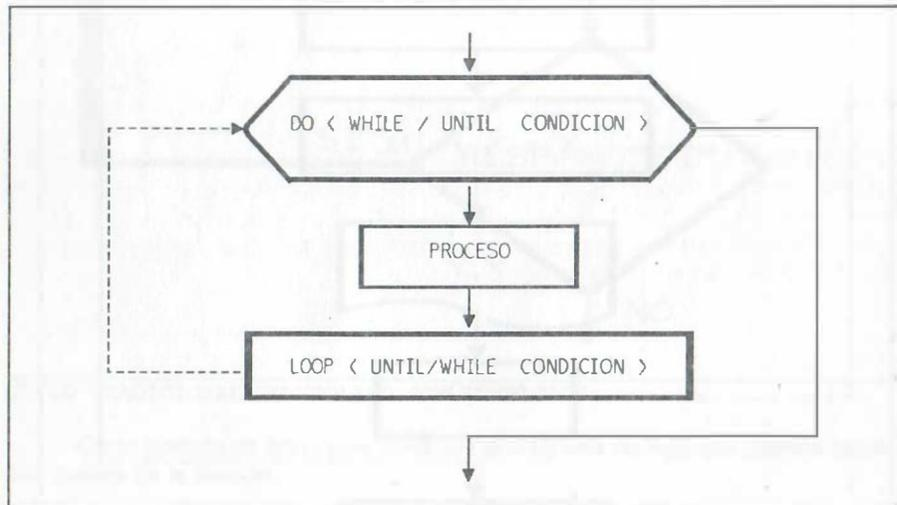 DO < WHILE / UNTIL CONDICION >
PROCESO
LOOP < UNTIL/WHILE CONDICION >